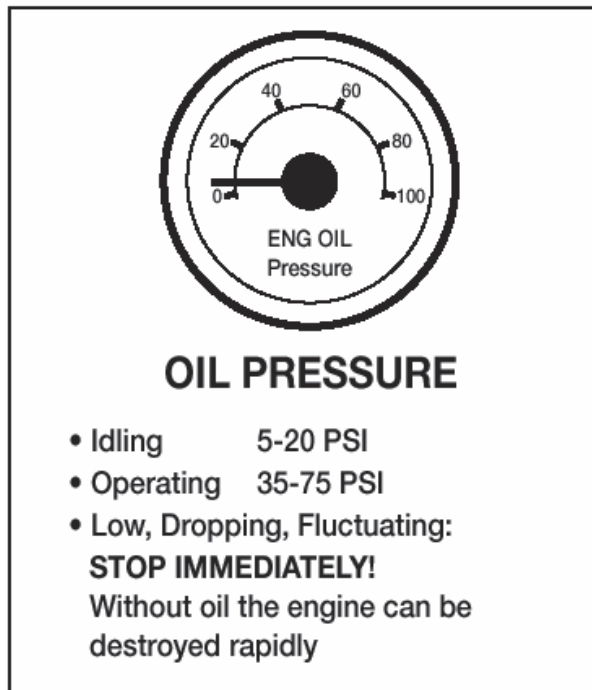 40 60
20 80
0 100
ENG OIL
Pressure
OIL PRESSURE
• Idling 5-20 PSI
• Operating 35-75 PSI
• Low, Dropping, Fluctuating:
STOP IMMEDIATELY!
Without oil the engine can be
destroyed rapidly